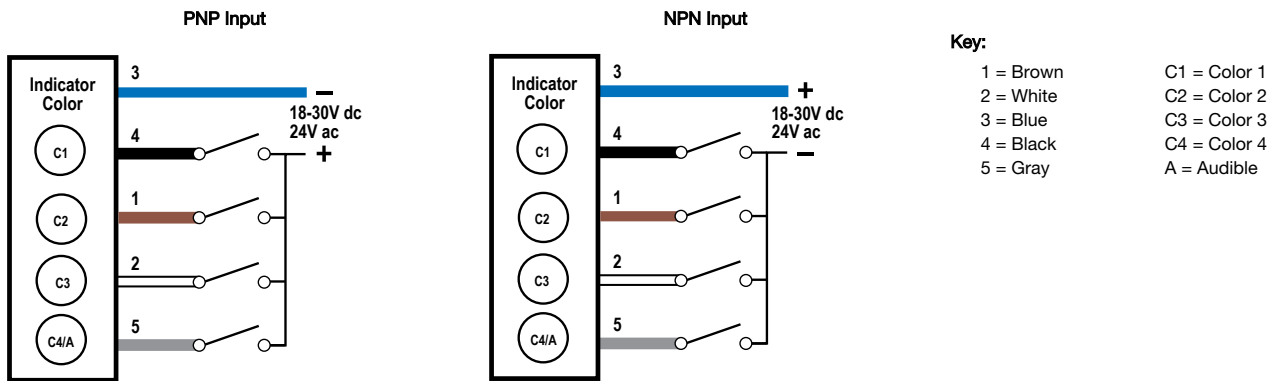 PNP Input
Indicator
Color
3
−
18-30V dc
24V ac
+
4
C1
1
C2
2
C3
5
C4/A
NPN Input
Indicator
Color
3
+
18-30V dc
24V ac
−
4
C1
1
C2
2
C3
5
C4/A
Key:
1 = Brown
2 = White
3 = Blue
4 = Black
5 = Gray
C1 = Color 1
C2 = Color 2
C3 = Color 3
C4 = Color 4
A = Audible